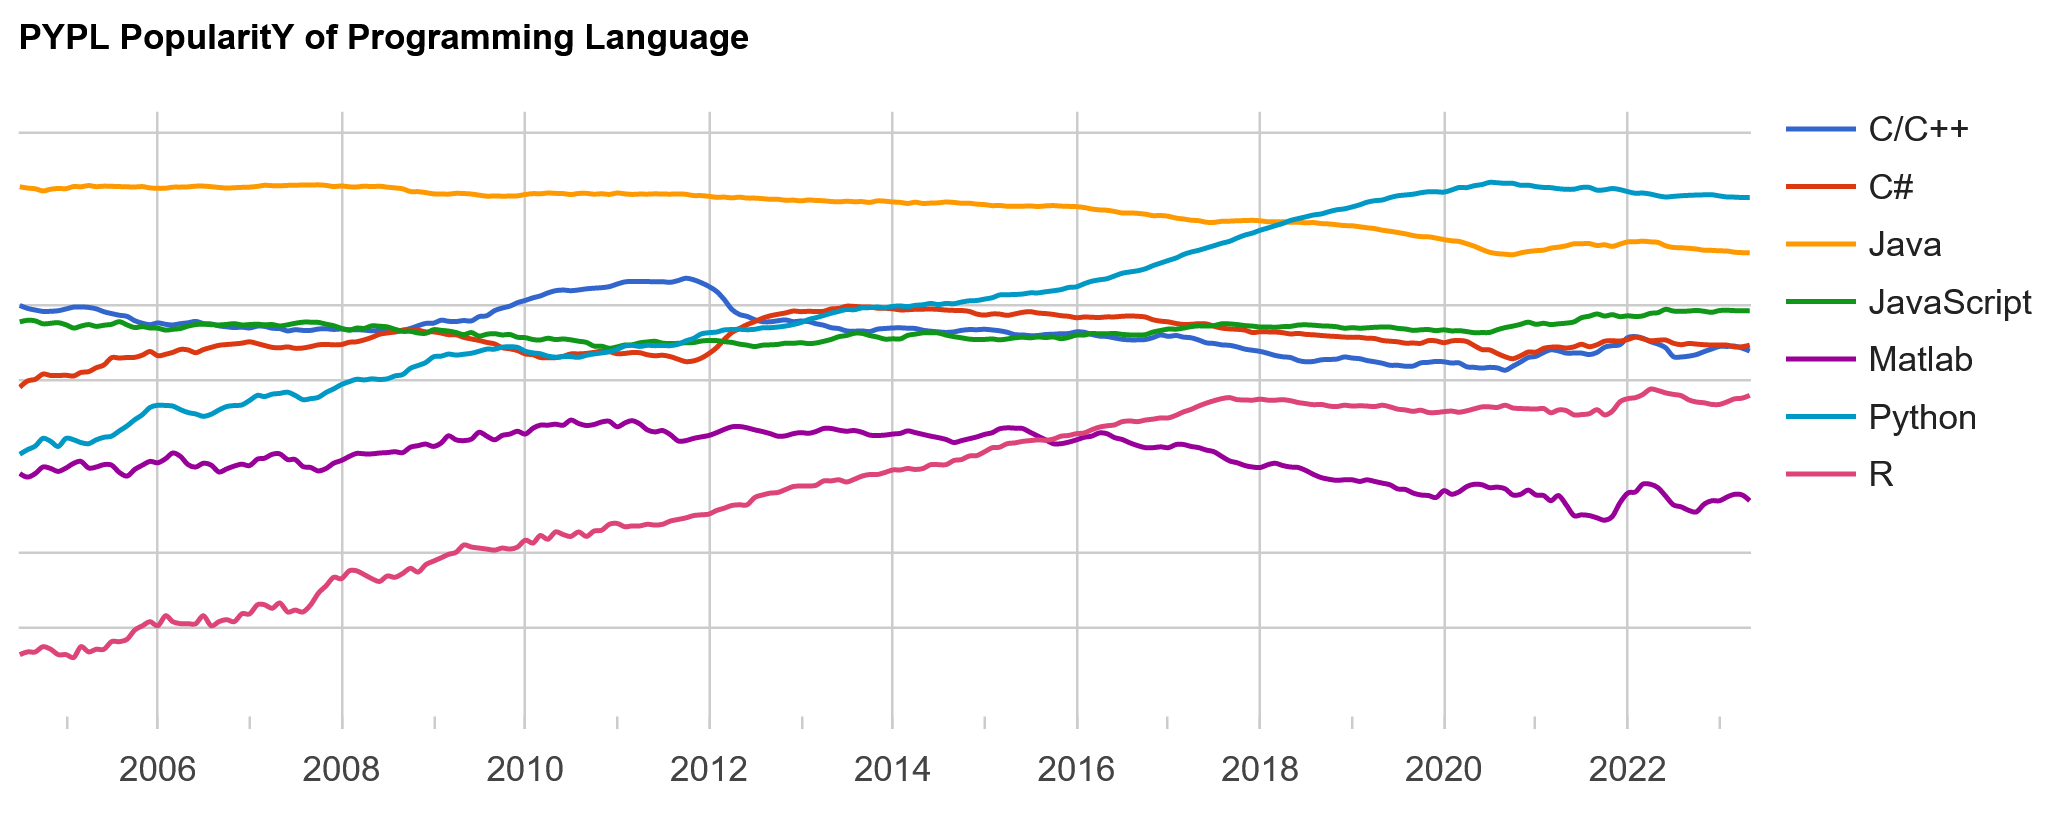 PYPL PopularitY of Programming Language
C/C++
C#
Java
JavaScript
Matlab
Python
R
2006 2008 2010 2012 2014 2016 2018 2020 2022